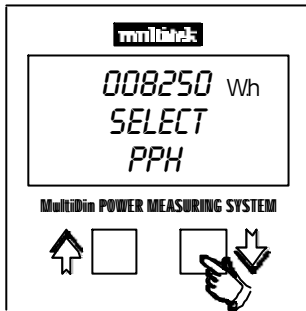 multitek
008250 Wh
SELECT
PPH
MultiDin POWER MEASURING SYSTEM